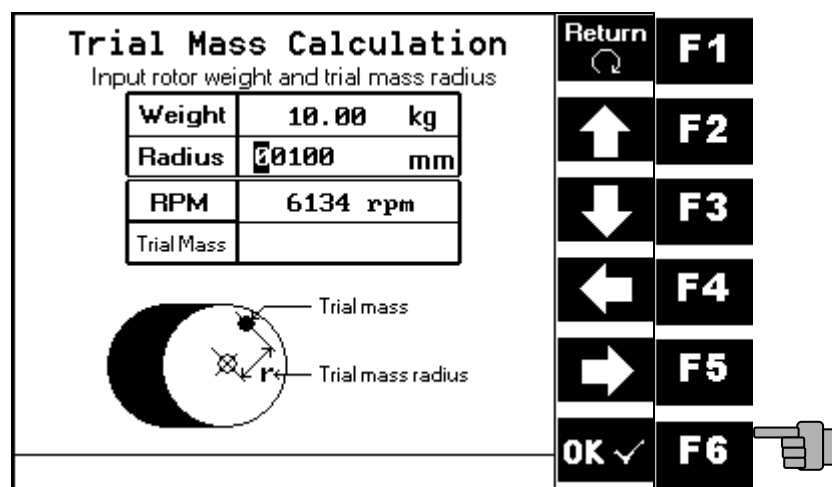 Trial Mass Calculation
Input rotor weight and trial mass radius
Weight 10.00 kg
Radius 00100 mm
RPM 6134 rpm
Trial Mass
Trial mass
r
Trial mass radius
Return
OK
F1
F2
F3
F4
F5
F6